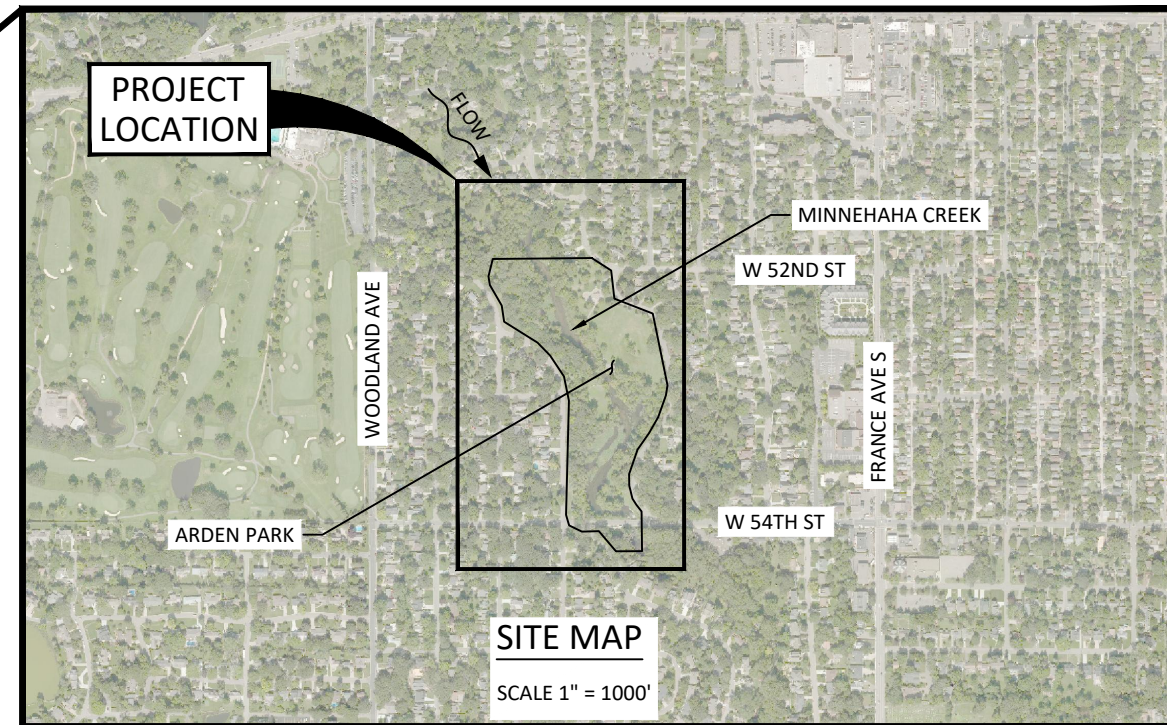 PROJECT
LOCATION
FLOW
MINNEHAHA CREEK
W 52ND ST
WOODLAND AVE
FRANCE AVE S
ARDEN PARK
W 54TH ST
SITE MAP
SCALE 1" = 1000'